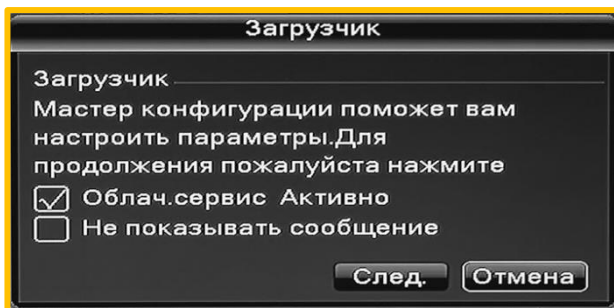 Загрузчик
Загрузчик
Мастер конфигурации поможет вам
настроить параметры.Для
продолжения пожалуйста нажмите
Облач.сервис Активно
Не показывать сообщение
След. Отмена